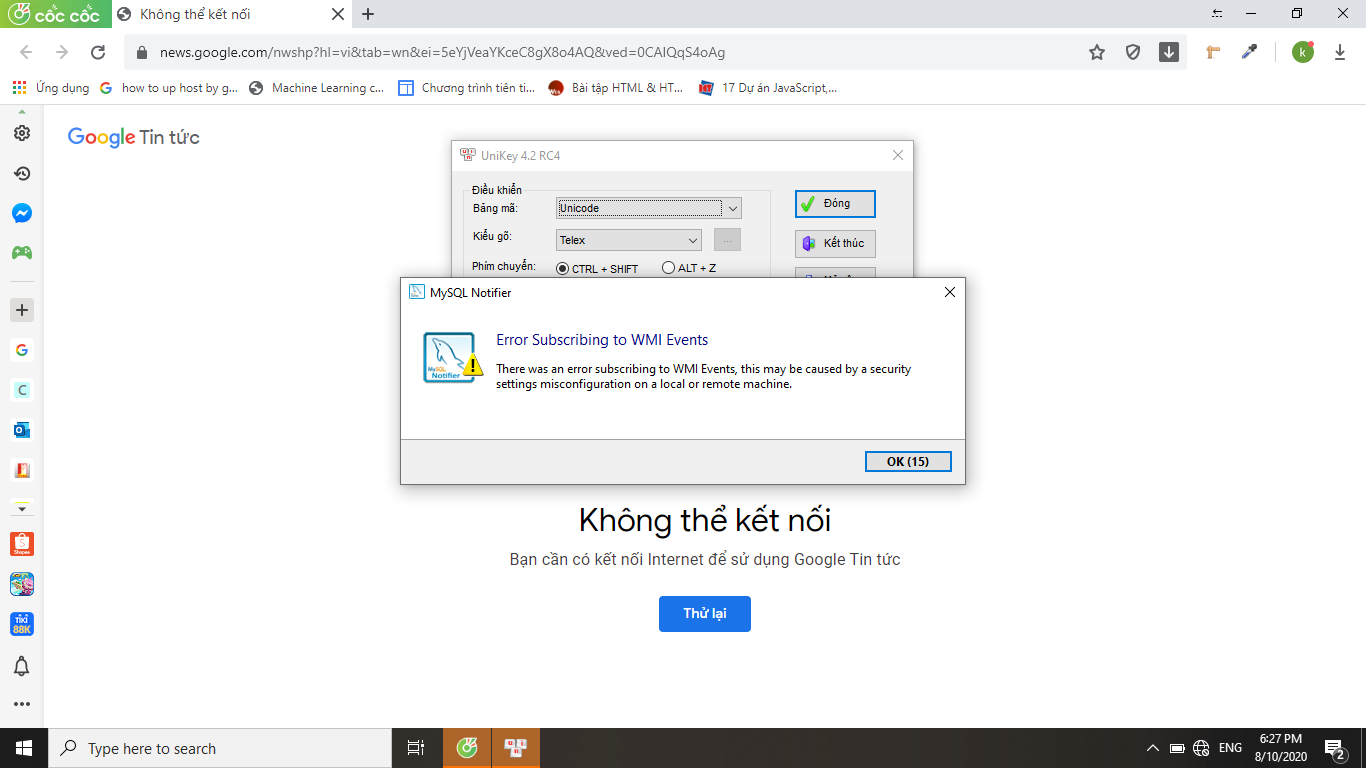 cốc cốc
Không thể kết nối
news.google.com/nwshp?hl=vi&tab=wn&ei=5eYjVeaYKceC8gX8o4AQ&ved=0CAIQqS4oAg
k
Ứng dụng
how to up host by g...
Machine Learning c...
Chương trình tiên ti...
Bài tập HTML & HT...
17 Dự án JavaScript,...
Google Tin tức
UniKey 4.2 RC4
Điều khiển
Bảng mã:
Unicode
Đóng
Kiểu gõ:
Telex
...
Kết thúc
Phím chuyển:
CTRL + SHIFT
ALT + Z
MySQL Notifier
Error Subscribing to WMI Events
There was an error subscribing to WMI Events, this may be caused by a security
settings misconfiguration on a local or remote machine.
MySQL
Notifier
OK (15)
Không thể kết nối
Bạn cần có kết nối Internet để sử dụng Google Tin tức
Thử lại
G
C
Shopee
TIKI
88K
Type here to search
ENG
6:27 PM
8/10/2020
2